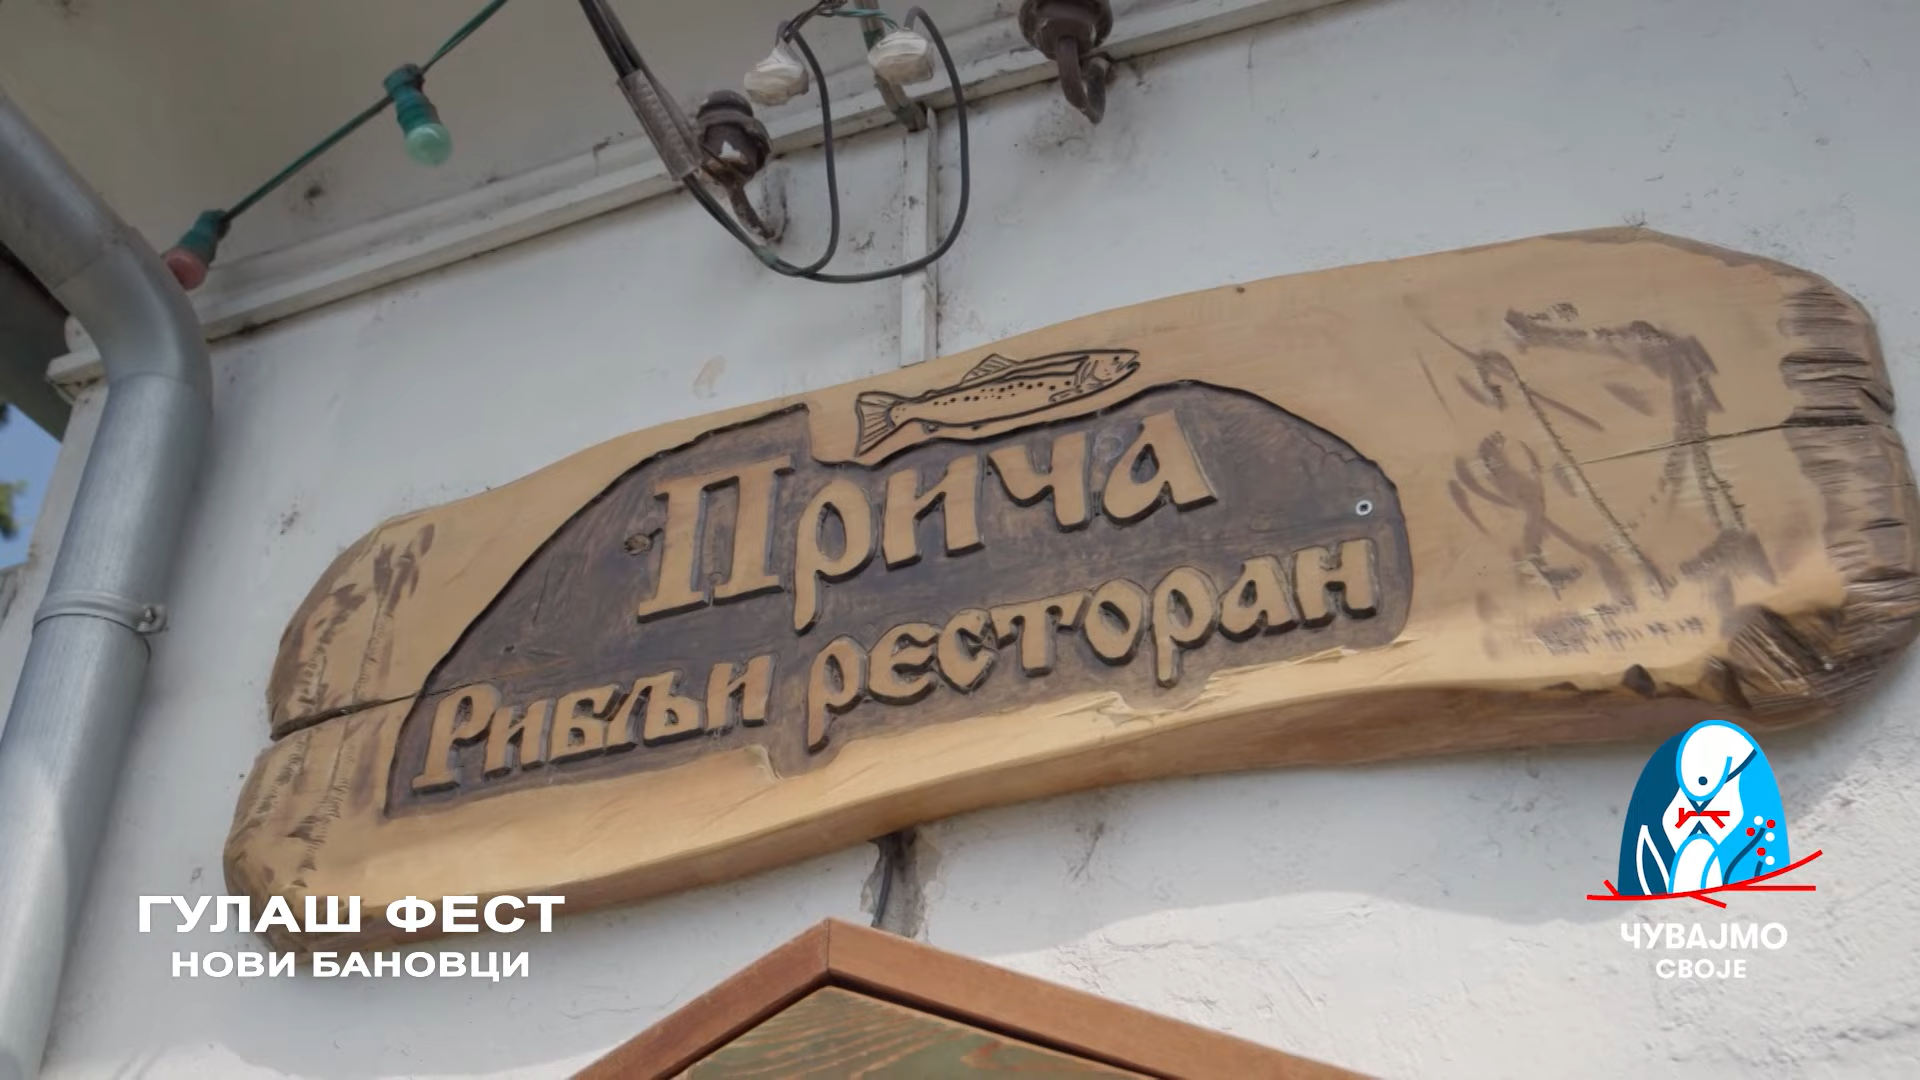 Прича
Рибљи ресторан
ГУЛАШ ФЕСТ
НОВИ БАНОВЦИ
ЧУВАЈМО
СВОЈЕ